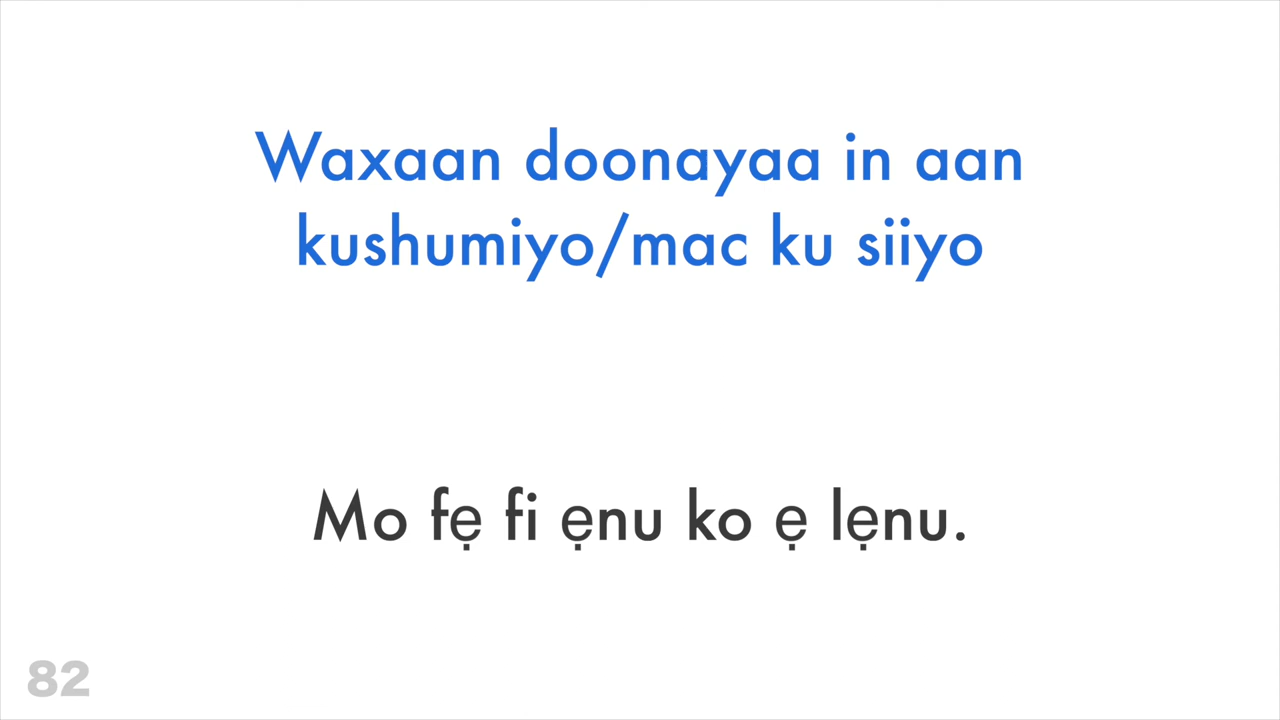 Waxaan doonayaa in aan
kushumiyo/mac ku siiyo
Mo fẹ fi ẹnu ko ẹ lẹnu.
82